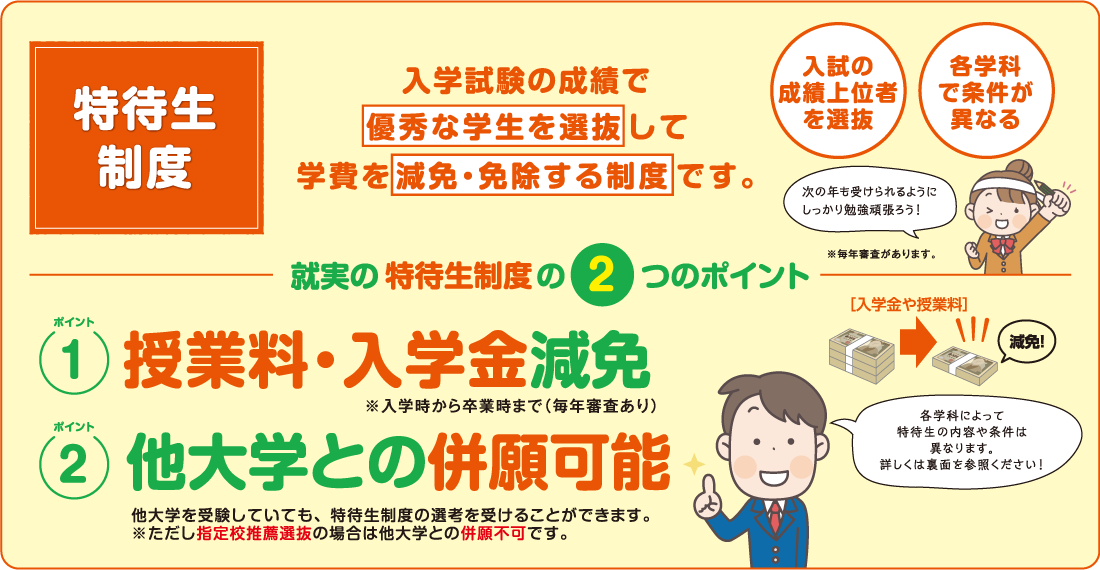 特待生
制度
入学試験の成績で
優秀な学生を選抜して
学費を減免・免除する制度です。
入試の
成績上位者
を選抜
各学科
で条件が
異なる
次の年も受けられるように
しっかり勉強頑張ろう!
※毎年審査があります。
就実の特待生制度の2つのポイント
ポイント
1
授業料・入学金減免
※入学時から卒業時まで(毎年審査あり)
[入学金や授業料]
減免!
ポイント
2
他大学との併願可能
他大学を受験していても、特待生制度の選考を受けることができます。
※ただし指定校推薦選抜の場合は他大学との併願不可です。
各学科によって
特待生の内容や条件は
異なります。
詳しくは裏面を参照ください!